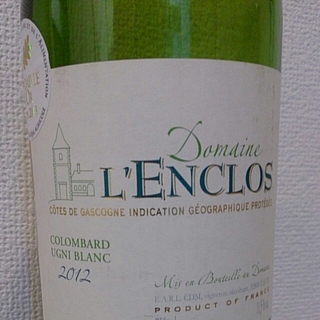 Domaine
L'ENCLOS
CÔTES DE GASCOGNE INDICATION GÉOGRAPHIQUE PROTÉGÉE
COLOMBARD
UGNI BLANC
2012
Mis en Bouteille au Domaine
PRODUCT OF FRANCE